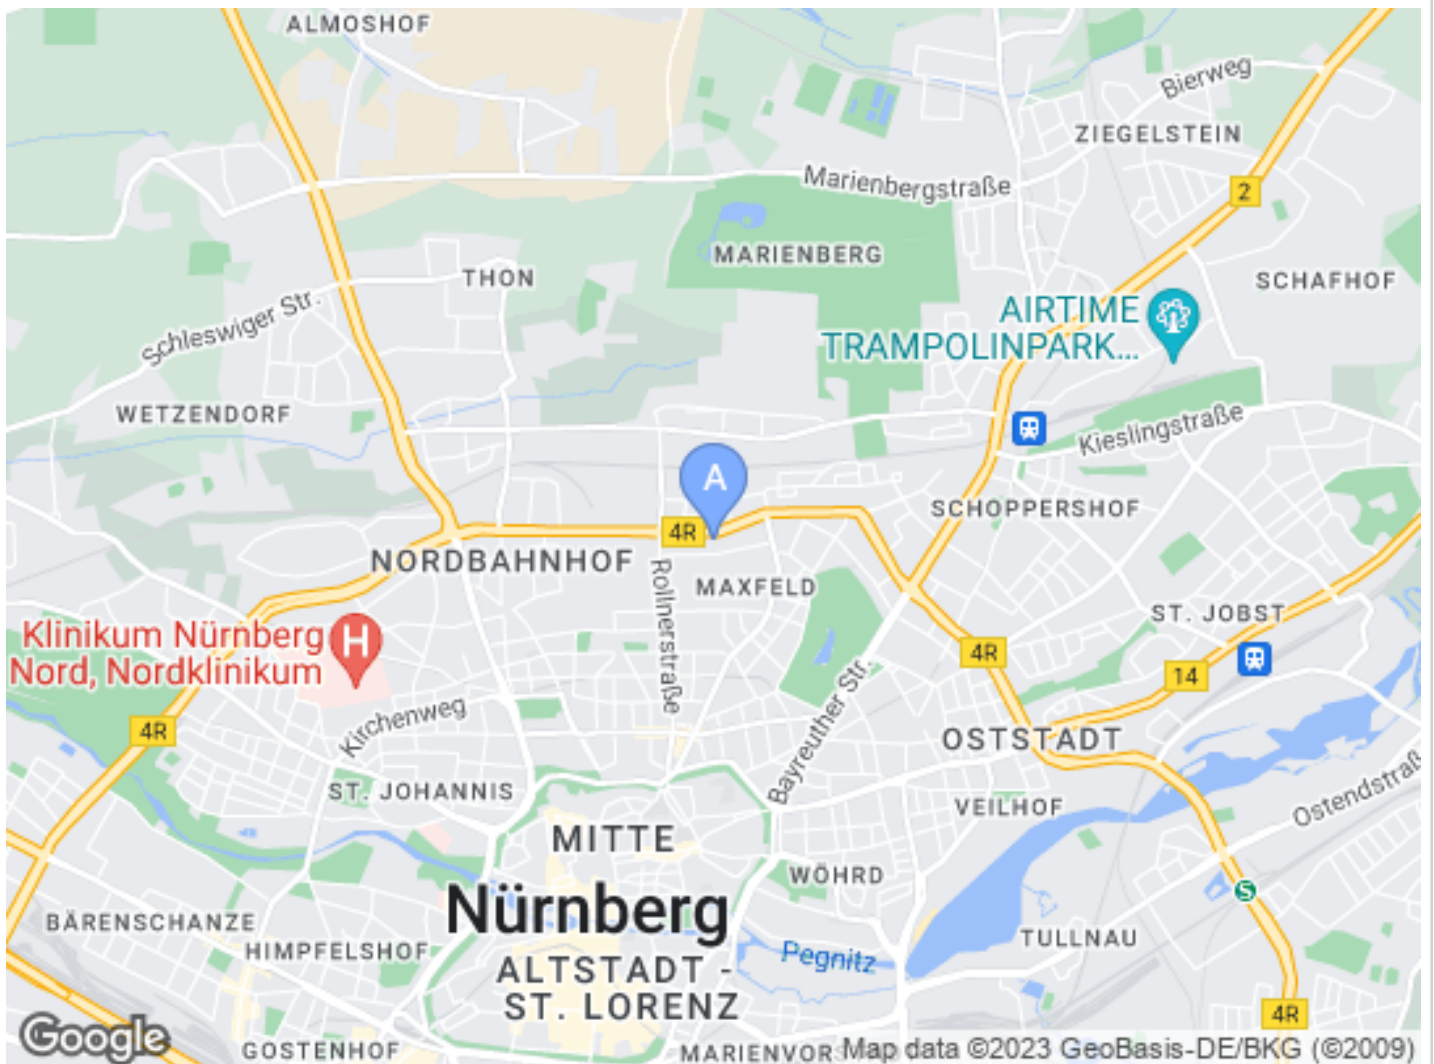 ALMOSHOF
Bierweg
ZIEGELSTEIN
Marienbergstraße
2
MARIENBERG
THON
SCHAFHOF
Schleswiger Str.
AIRTIME
TRAMPOLINPARK...
WETZENDORF
Kieslingstraße
A
SCHOPPERSHOF
4R
NORDBAHNHOF
Rollnerstraße
MAXFELD
ST. JOBST
Klinikum Nürnberg
Nord, Nordklinikum
H
4R
14
Bayreuther Str.
Kirchenweg
4R
OSTSTADT
ST. JOHANNIS
VEILHOF
Ostendstraß
MITTE
WÖHRD
S
Nürnberg
BÄRENSCHANZE
TULLNAU
HIMPFELSHOF
Pegnitz
ALTSTADT -
ST. LORENZ
4R
Google
GOSTENHOF
MARIENVORS
Map data ©2023 GeoBasis-DE/BKG (©2009)